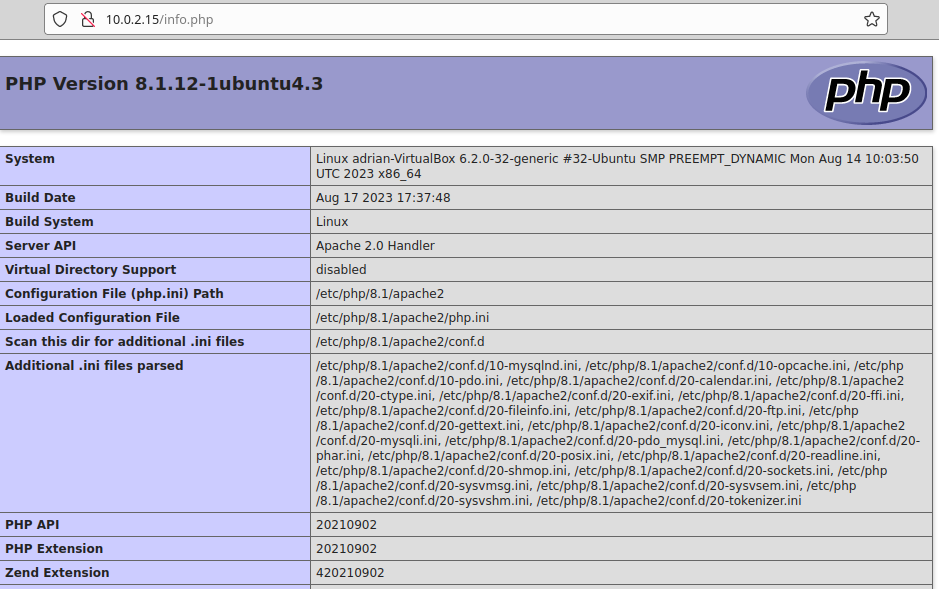 10.0.2.15/info.php
PHP Version 8.1.12-1ubuntu4.3
php
System
Linux adrian-VirtualBox 6.2.0-32-generic #32-Ubuntu SMP PREEMPT_DYNAMIC Mon Aug 14 10:03:50
UTC 2023 x86_64
Build Date
Aug 17 2023 17:37:48
Build System
Linux
Server API
Apache 2.0 Handler
Virtual Directory Support
disabled
Configuration File (php.ini) Path
/etc/php/8.1/apache2
Loaded Configuration File
/etc/php/8.1/apache2/php.ini
Scan this dir for additional .ini files
/etc/php/8.1/apache2/conf.d
Additional .ini files parsed
/etc/php/8.1/apache2/conf.d/10-mysqlnd.ini, /etc/php/8.1/apache2/conf.d/10-opcache.ini, /etc/php
/8.1/apache2/conf.d/10-pdo.ini, /etc/php/8.1/apache2/conf.d/20-calendar.ini, /etc/php/8.1/apache2
/conf.d/20-ctype.ini, /etc/php/8.1/apache2/conf.d/20-exif.ini, /etc/php/8.1/apache2/conf.d/20-ffi.ini,
/etc/php/8.1/apache2/conf.d/20-fileinfo.ini, /etc/php/8.1/apache2/conf.d/20-ftp.ini, /etc/php
/8.1/apache2/conf.d/20-gettext.ini, /etc/php/8.1/apache2/conf.d/20-iconv.ini, /etc/php/8.1/apache2
/conf.d/20-mysqli.ini, /etc/php/8.1/apache2/conf.d/20-pdo_mysql.ini, /etc/php/8.1/apache2/conf.d/20-
phar.ini, /etc/php/8.1/apache2/conf.d/20-posix.ini, /etc/php/8.1/apache2/conf.d/20-readline.ini,
/etc/php/8.1/apache2/conf.d/20-shmop.ini, /etc/php/8.1/apache2/conf.d/20-sockets.ini, /etc/php
/8.1/apache2/conf.d/20-sysvmsg.ini, /etc/php/8.1/apache2/conf.d/20-sysvsem.ini, /etc/php
/8.1/apache2/conf.d/20-sysvshm.ini, /etc/php/8.1/apache2/conf.d/20-tokenizer.ini
PHP API
20210902
PHP Extension
20210902
Zend Extension
420210902